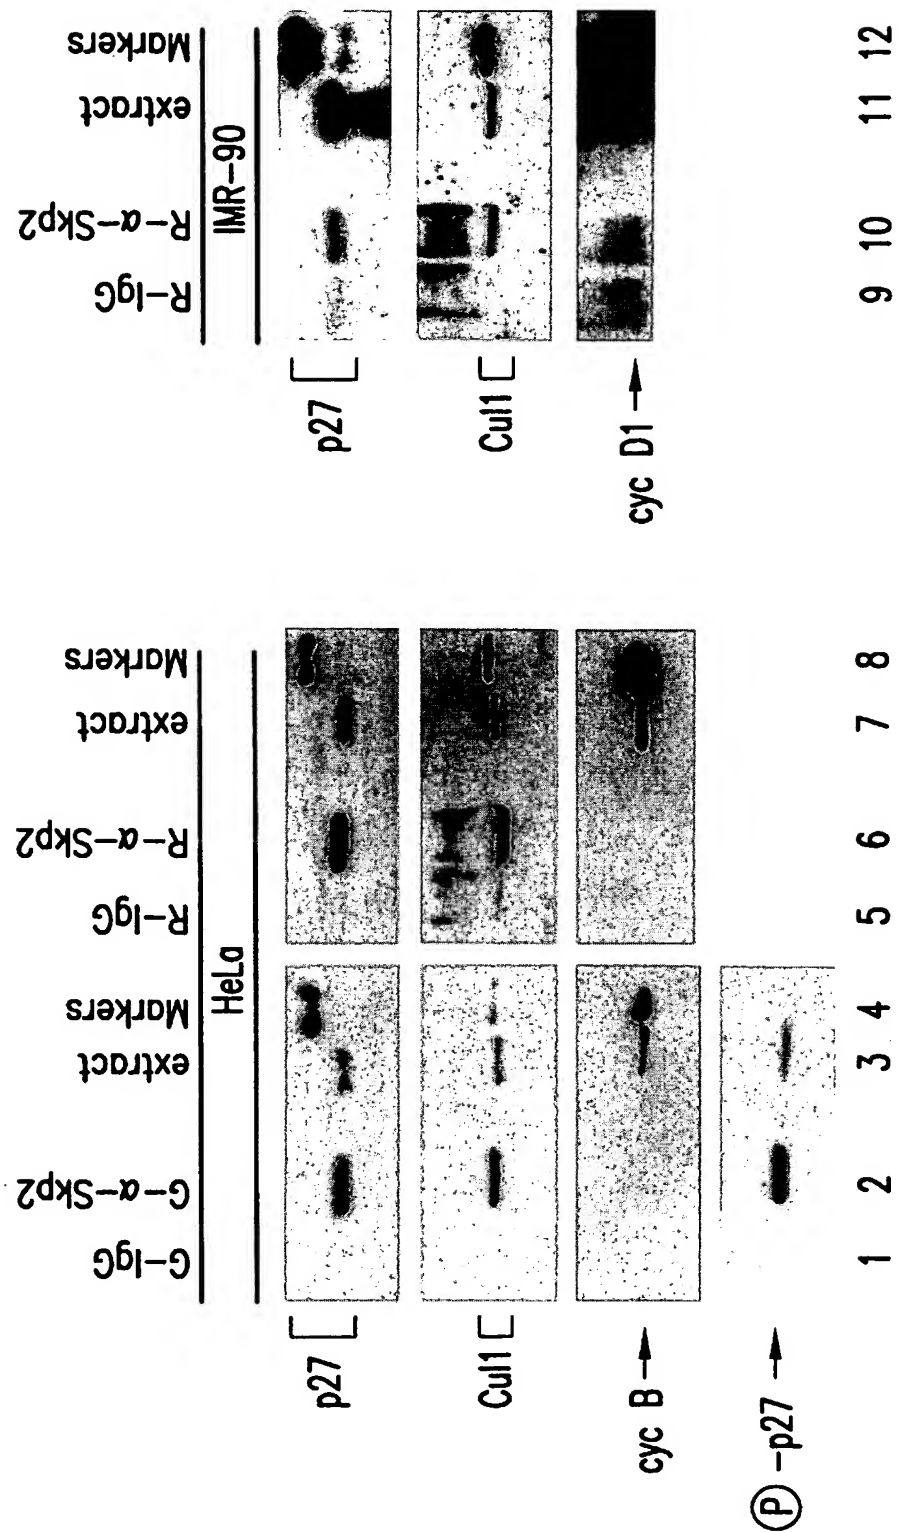 HeLa
IMR-90
G-IgG
G-α-Skp2
extract
Markers
R-IgG
R-α-Skp2
extract
Markers
R-IgG
R-α-Skp2
extract
Markers
p27
Cul1
cyc B
Ⓟ-p27
p27
Cul1
cyc D1
1 2 3 4 5 6 7 8 9 10 11 12